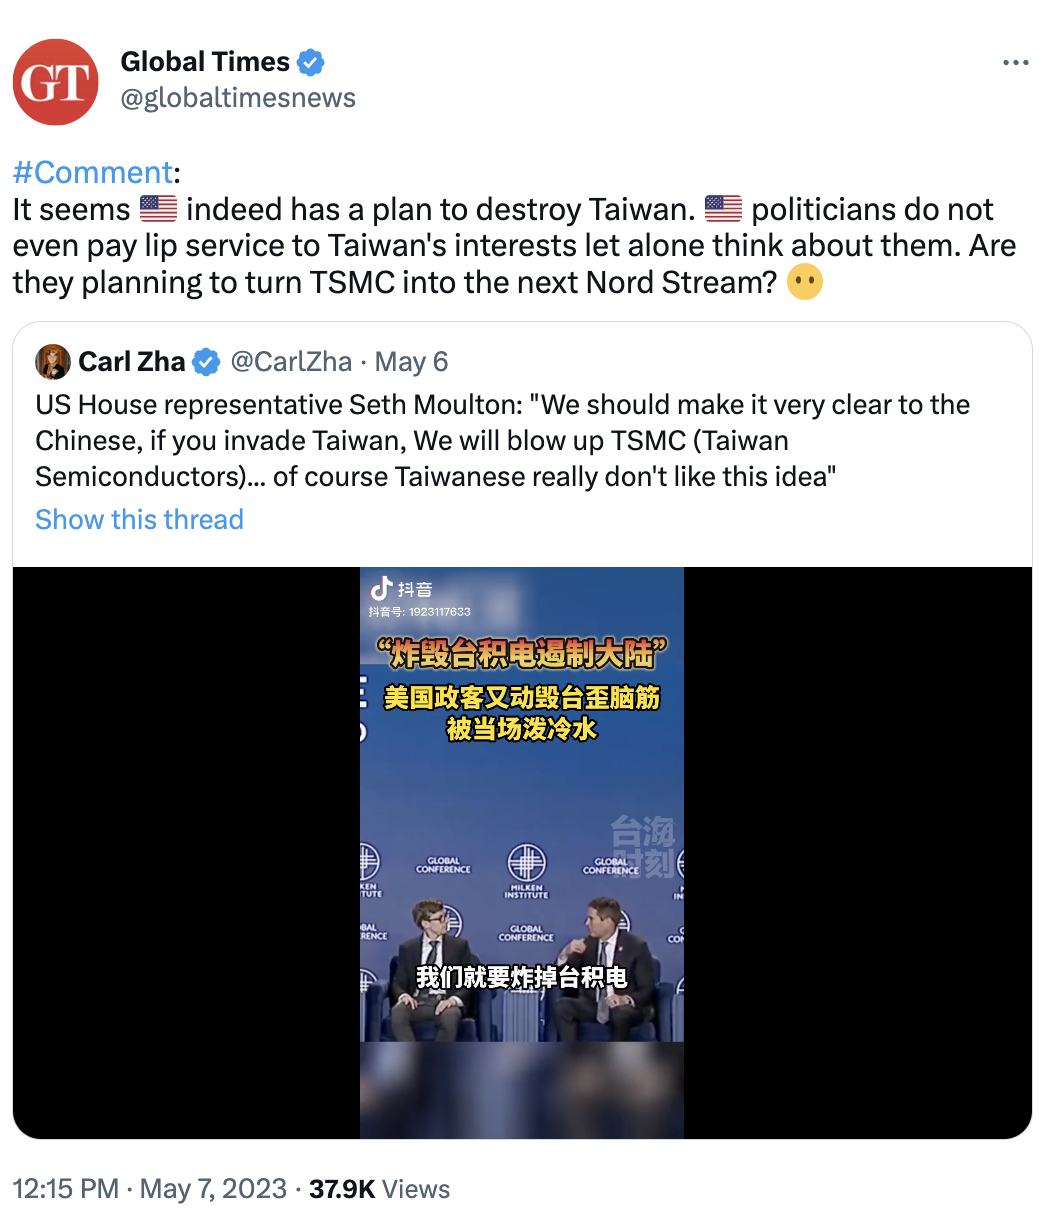 GT
Global Times
@globaltimesnews
#Comment:
It seems 🇺🇸 indeed has a plan to destroy Taiwan. 🇺🇸 politicians do not
even pay lip service to Taiwan's interests let alone think about them. Are
they planning to turn TSMC into the next Nord Stream? 😶
Carl Zha @CarlZha · May 6
US House representative Seth Moulton: "We should make it very clear to the
Chinese, if you invade Taiwan, We will blow up TSMC (Taiwan
Semiconductors)... of course Taiwanese really don't like this idea"
Show this thread
抖音
抖音号: 1923117633
“炸毁台积电遏制大陆”
美国政客又动毁台歪脑筋
被当场泼冷水
台海
时刻
GLOBAL
CONFERENCE
MILKEN
INSTITUTE
GLOBAL
CONFERENCE
GLOBAL
CONFERENCE
我们就要炸掉台积电
12:15 PM · May 7, 2023 · 37.9K Views